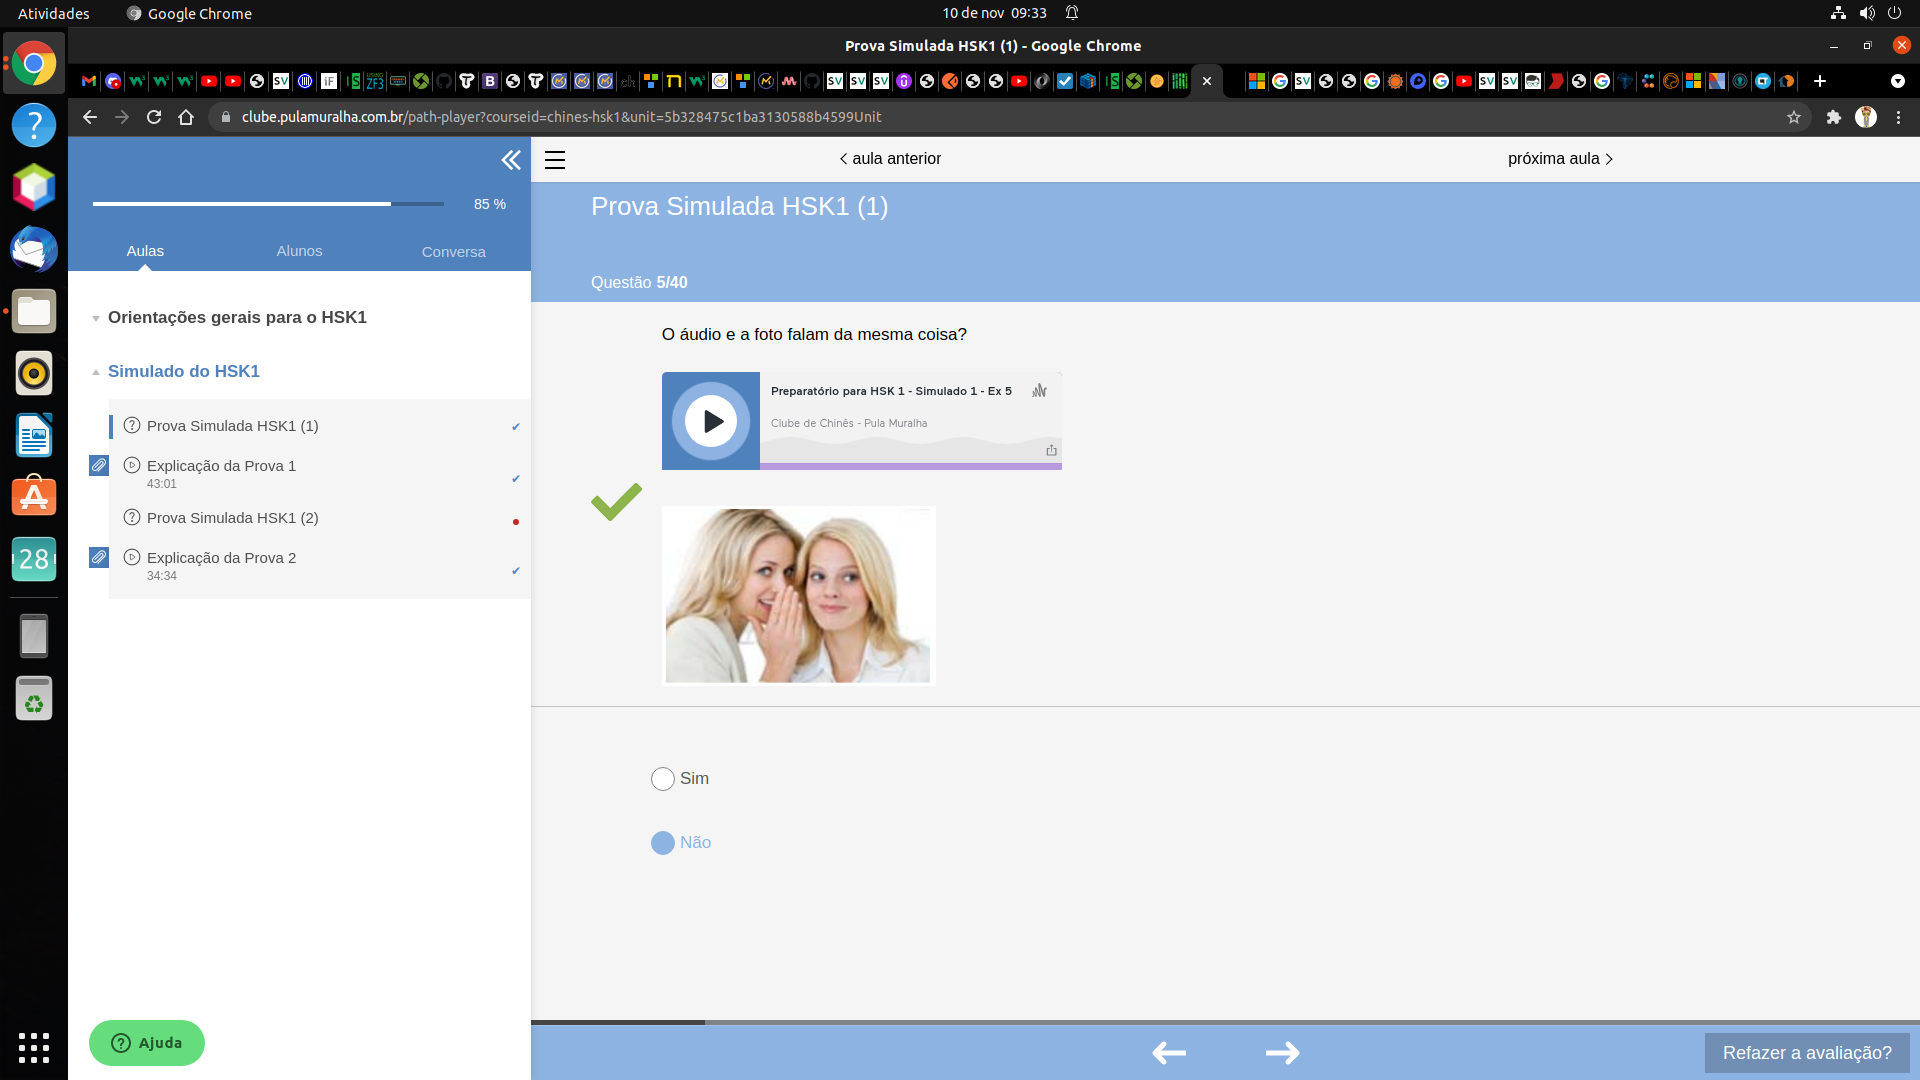 Atividades
Google Chrome
10 de nov 09:33
Prova Simulada HSK1 (1) - Google Chrome
clube.pulamuralha.com.br/path-player?courseid=chines-hsk1&unit=5b328475c1ba3130588b4599Unit
aula anterior
próxima aula
85 %
Aulas
Alunos
Conversa
Orientações gerais para o HSK1
Simulado do HSK1
Prova Simulada HSK1 (1)
Explicação da Prova 1
43:01
Prova Simulada HSK1 (2)
Explicação da Prova 2
34:34
Ajuda
28
Prova Simulada HSK1 (1)
Questão 5/40
O áudio e a foto falam da mesma coisa?
Preparatório para HSK 1 - Simulado 1 - Ex 5
Clube de Chinês - Pula Muralha
Sim
Não
Refazer a avaliação?